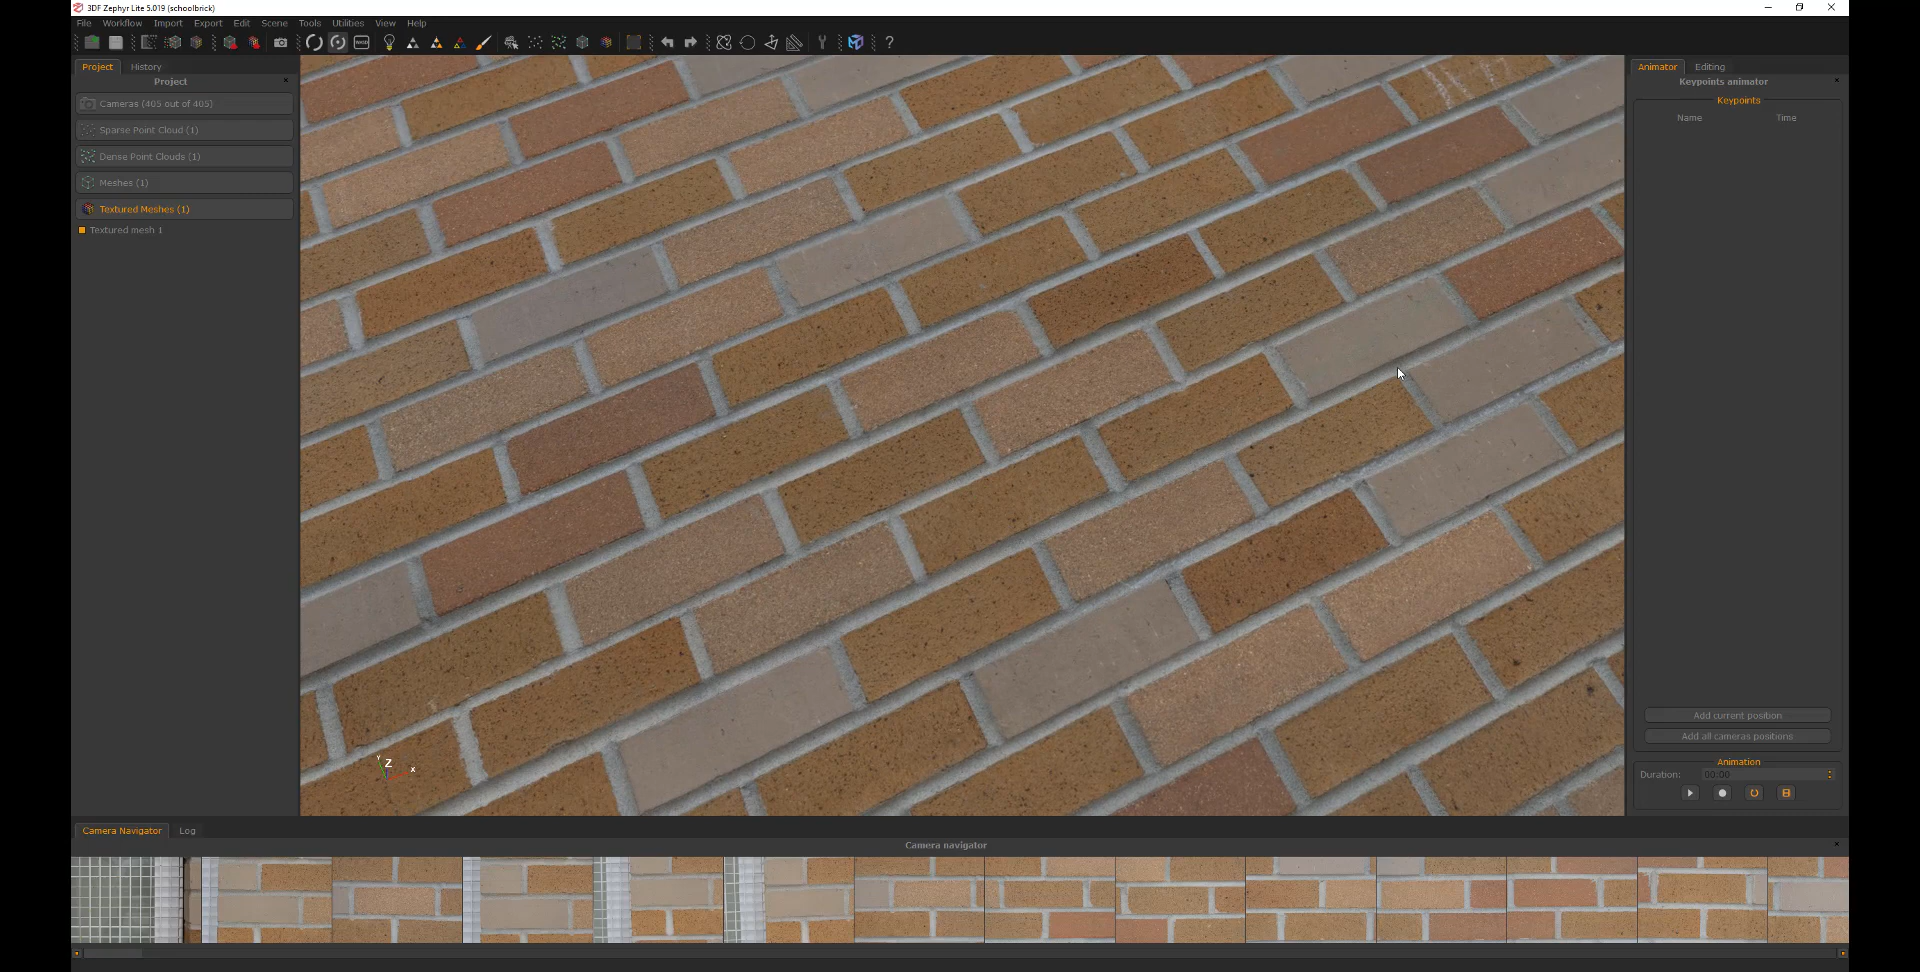 3DF Zephyr Lite 5.019 (schoolbrick)
File Workflow Import Export Edit Scene Tools Utilities View Help
Project History
Project
Cameras (405 out of 405)
Sparse Point Cloud (1)
Dense Point Clouds (1)
Meshes (1)
Textured Meshes (1)
Textured mesh 1
Y Z X
Animator Editing
Keypoints animator
Keypoints
Name Time
Add current position
Add all cameras positions
Animation
Duration: 00:00
Camera Navigator Log
Camera navigator